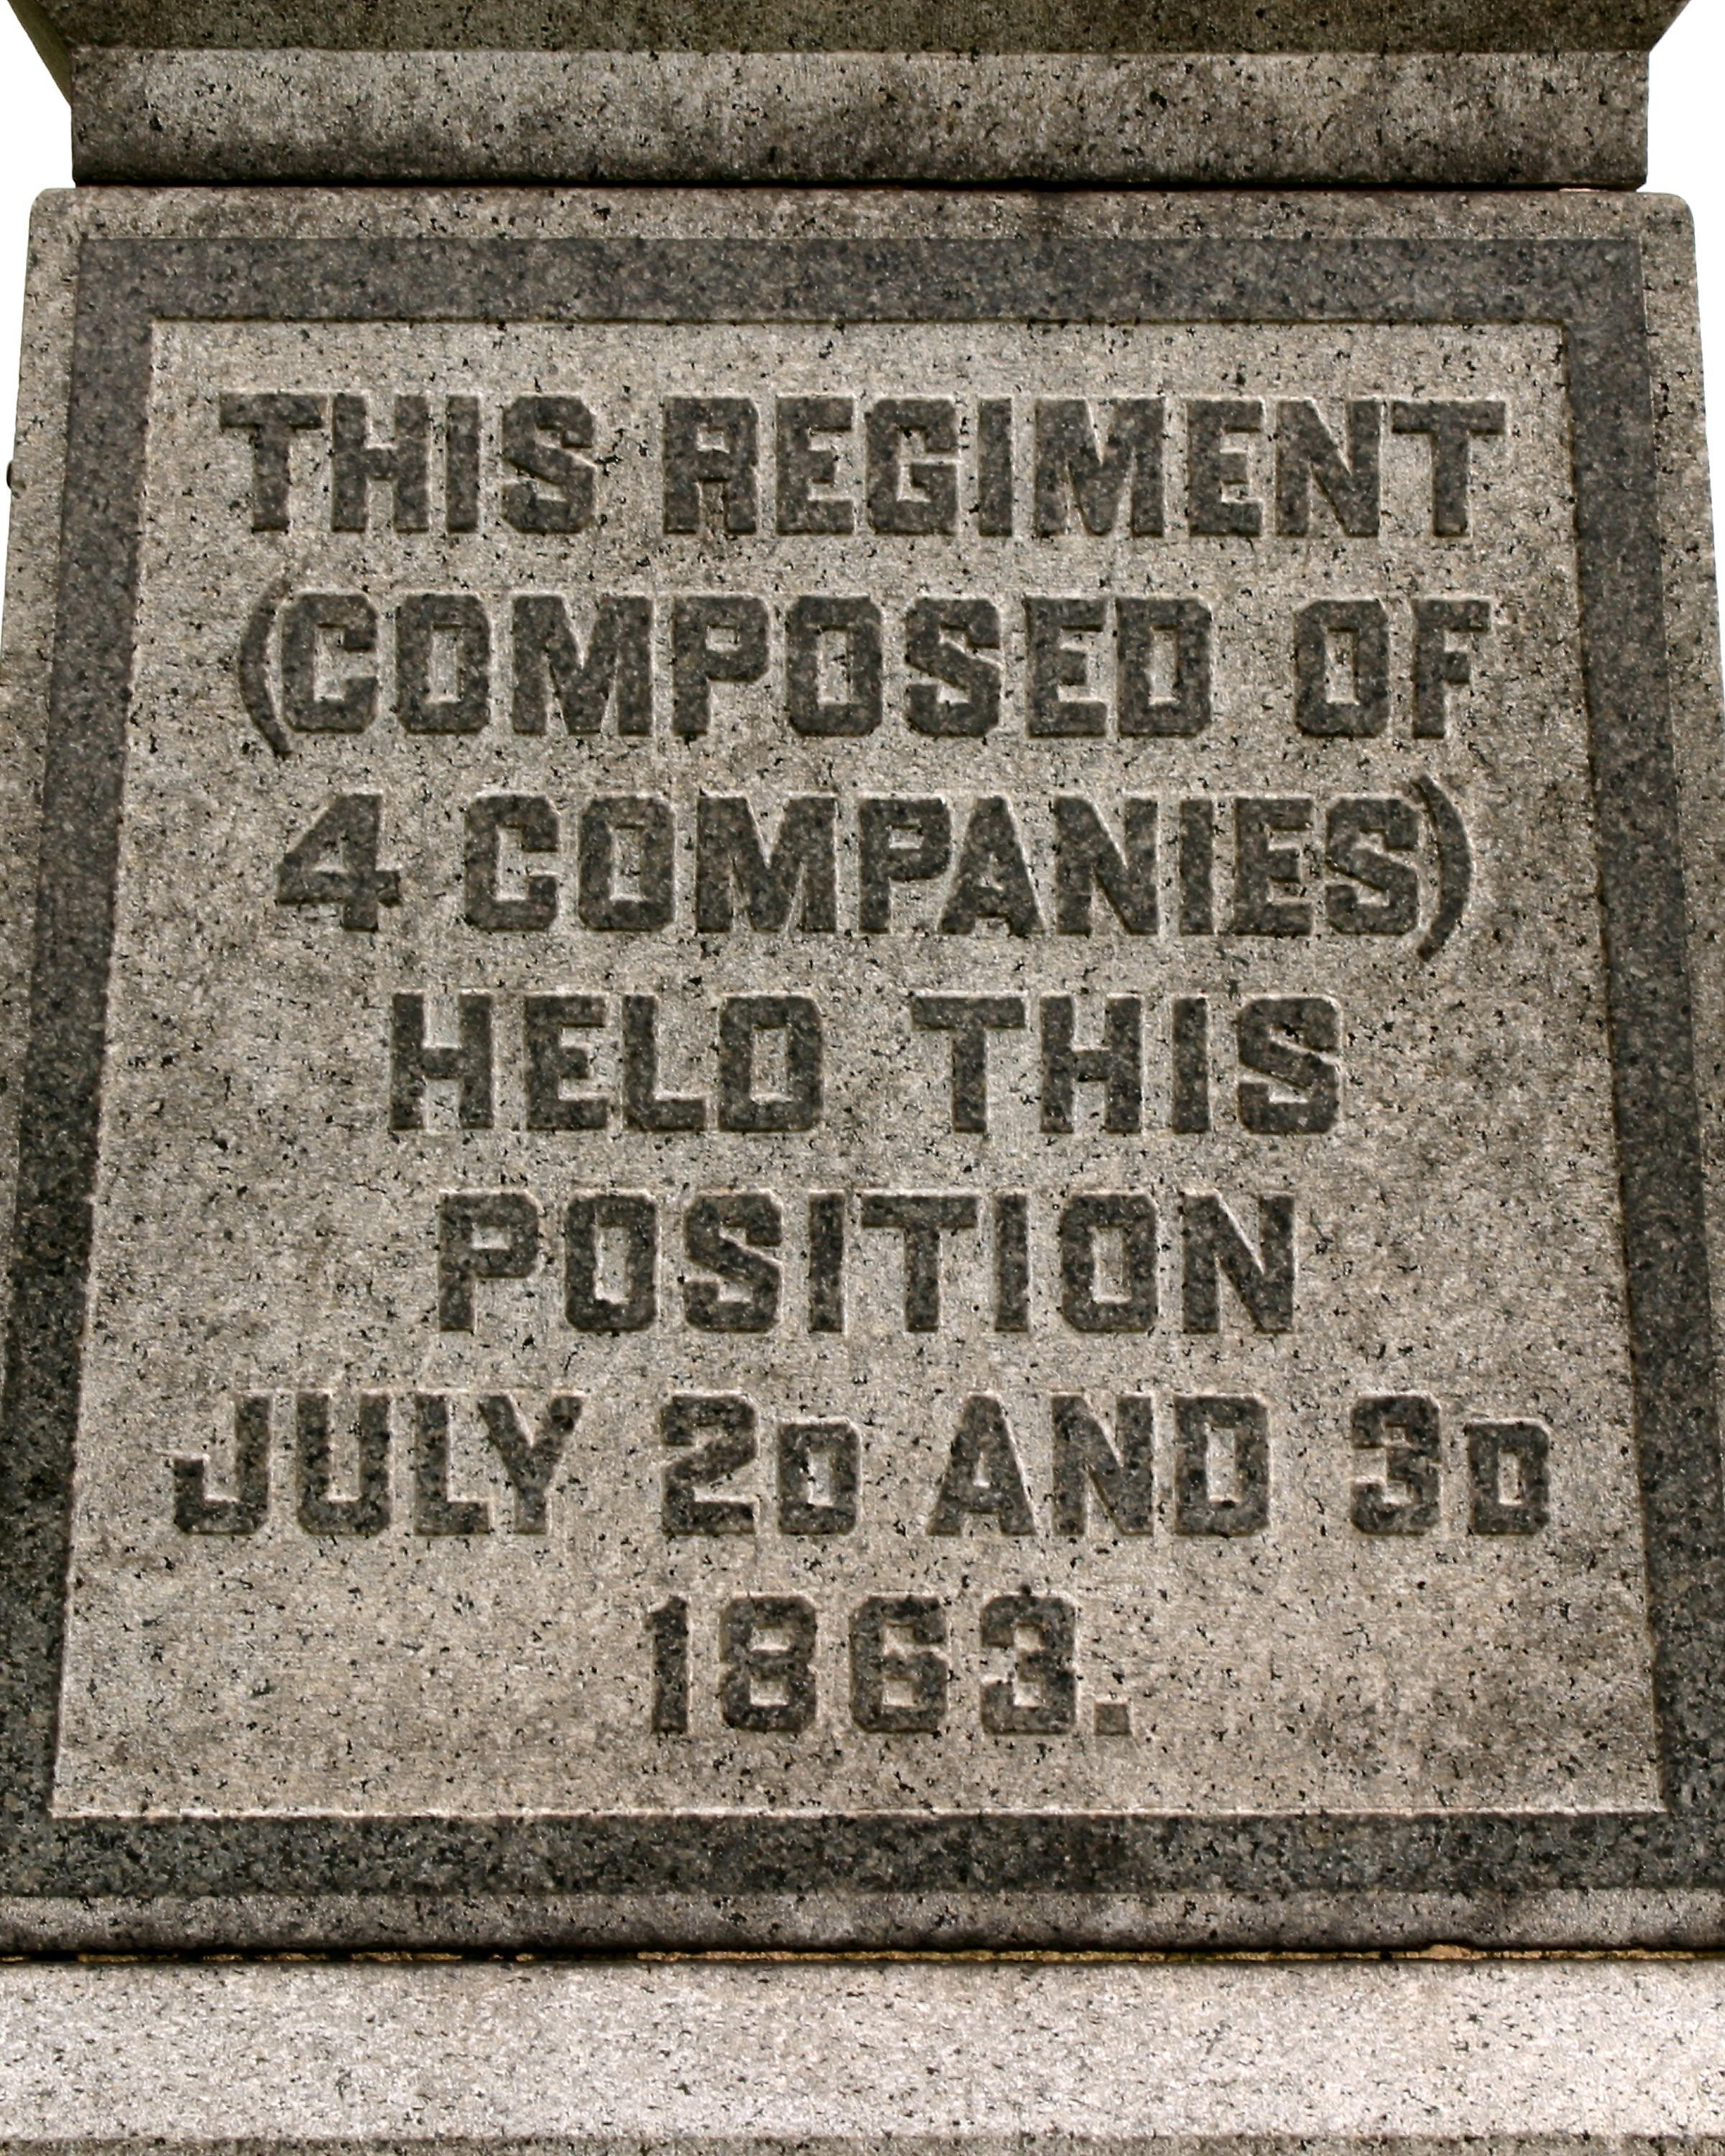 THIS REGIMENT
(COMPOSED OF
4 COMPANIES)
HELD THIS
POSITION
JULY 2D AND 3D
1863.